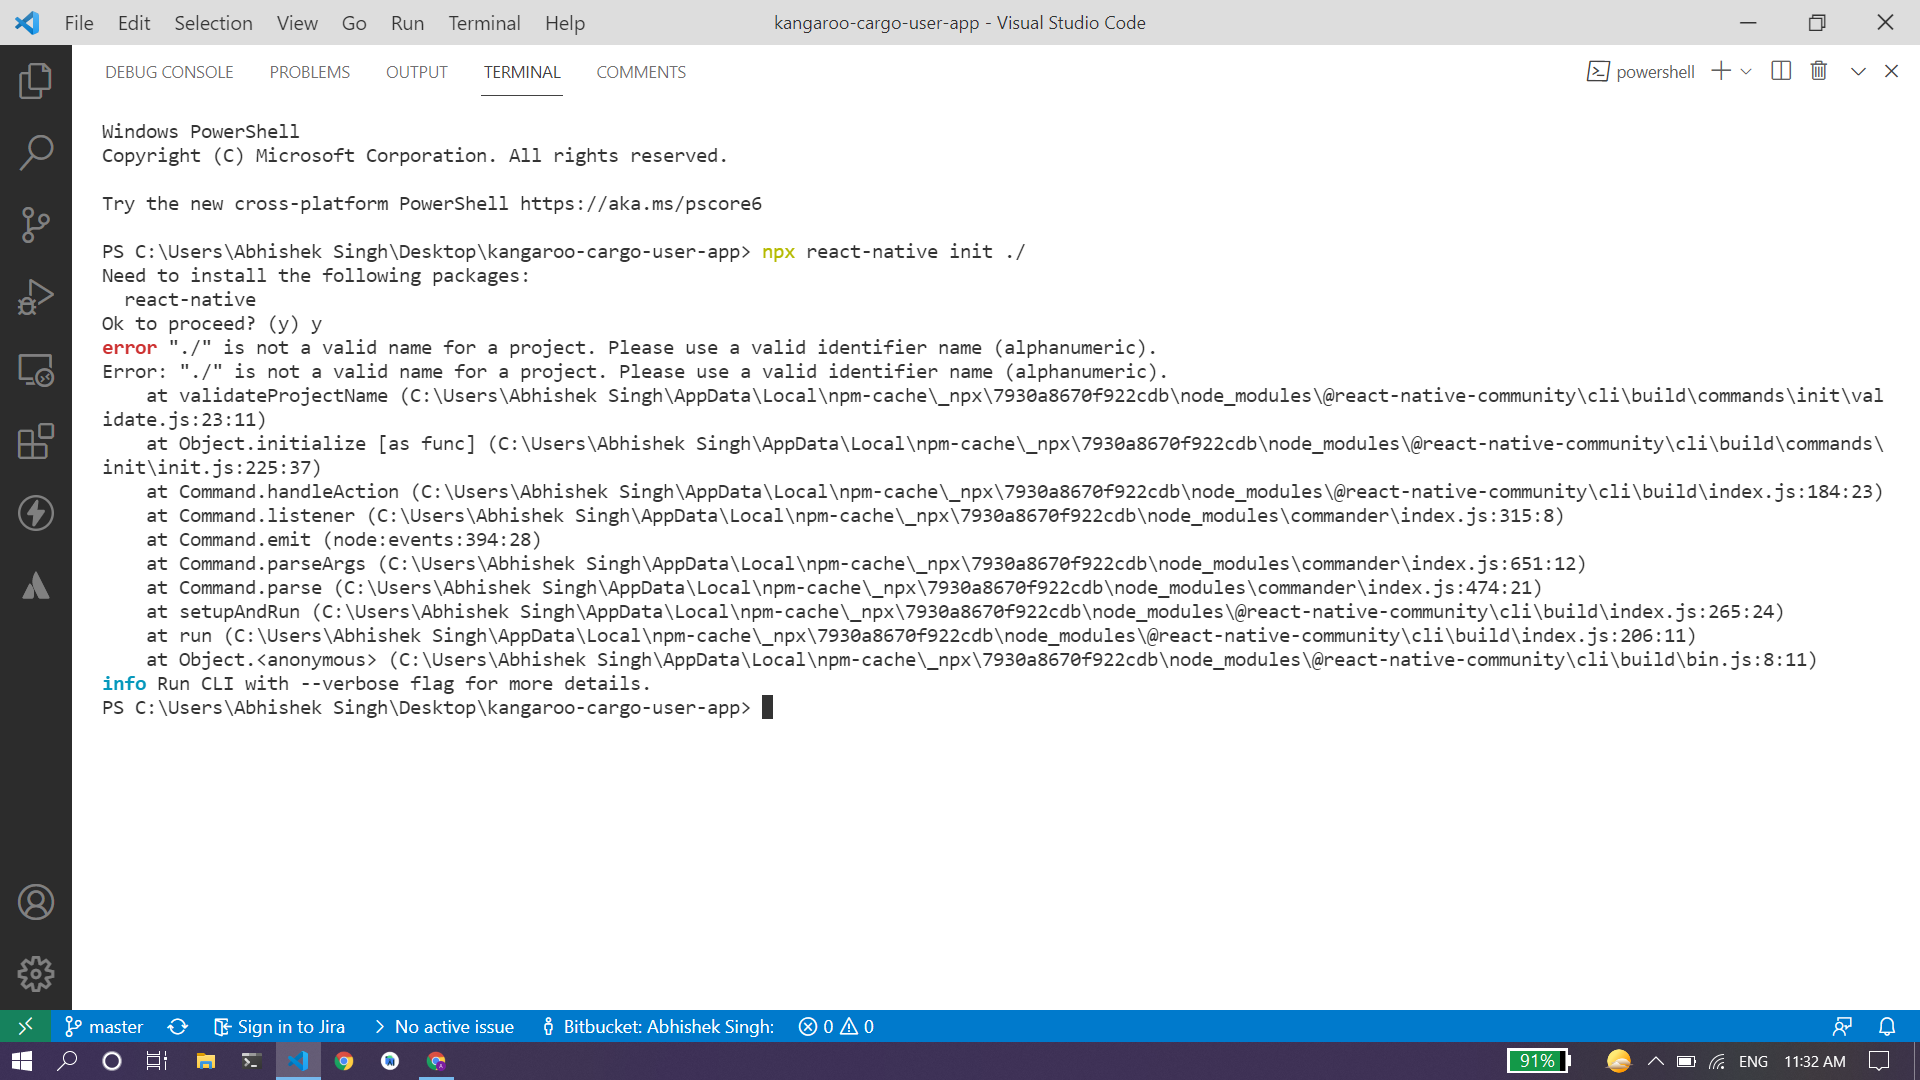 File Edit Selection View Go Run Terminal Help kangaroo-cargo-user-app - Visual Studio Code
DEBUG CONSOLE PROBLEMS OUTPUT TERMINAL COMMENTS powershell
Windows PowerShell
Copyright (C) Microsoft Corporation. All rights reserved.
Try the new cross-platform PowerShell https://aka.ms/pscore6
PS C:\Users\Abhishek Singh\Desktop\kangaroo-cargo-user-app> npx react-native init ./
Need to install the following packages:
react-native
Ok to proceed? (y) y
error "./" is not a valid name for a project. Please use a valid identifier name (alphanumeric).
Error: "./" is not a valid name for a project. Please use a valid identifier name (alphanumeric).
at validateProjectName (C:\Users\Abhishek Singh\AppData\Local\npm-cache\_npx\7930a8670f922cdb\node_modules\@react-native-community\cli\build\commands\init\val
idate.js:23:11)
at Object.initialize [as func] (C:\Users\Abhishek Singh\AppData\Local\npm-cache\_npx\7930a8670f922cdb\node_modules\@react-native-community\cli\build\commands\
init\init.js:225:37)
at Command.handleAction (C:\Users\Abhishek Singh\AppData\Local\npm-cache\_npx\7930a8670f922cdb\node_modules\@react-native-community\cli\build\index.js:184:23)
at Command.listener (C:\Users\Abhishek Singh\AppData\Local\npm-cache\_npx\7930a8670f922cdb\node_modules\commander\index.js:315:8)
at Command.emit (node:events:394:28)
at Command.parseArgs (C:\Users\Abhishek Singh\AppData\Local\npm-cache\_npx\7930a8670f922cdb\node_modules\commander\index.js:651:12)
at Command.parse (C:\Users\Abhishek Singh\AppData\Local\npm-cache\_npx\7930a8670f922cdb\node_modules\commander\index.js:474:21)
at setupAndRun (C:\Users\Abhishek Singh\AppData\Local\npm-cache\_npx\7930a8670f922cdb\node_modules\@react-native-community\cli\build\index.js:265:24)
at run (C:\Users\Abhishek Singh\AppData\Local\npm-cache\_npx\7930a8670f922cdb\node_modules\@react-native-community\cli\build\index.js:206:11)
at Object.<anonymous> (C:\Users\Abhishek Singh\AppData\Local\npm-cache\_npx\7930a8670f922cdb\node_modules\@react-native-community\cli\build\bin.js:8:11)
info Run CLI with --verbose flag for more details.
PS C:\Users\Abhishek Singh\Desktop\kangaroo-cargo-user-app>
master Sign in to Jira No active issue Bitbucket: Abhishek Singh: 0 0
91% ENG 11:32 AM